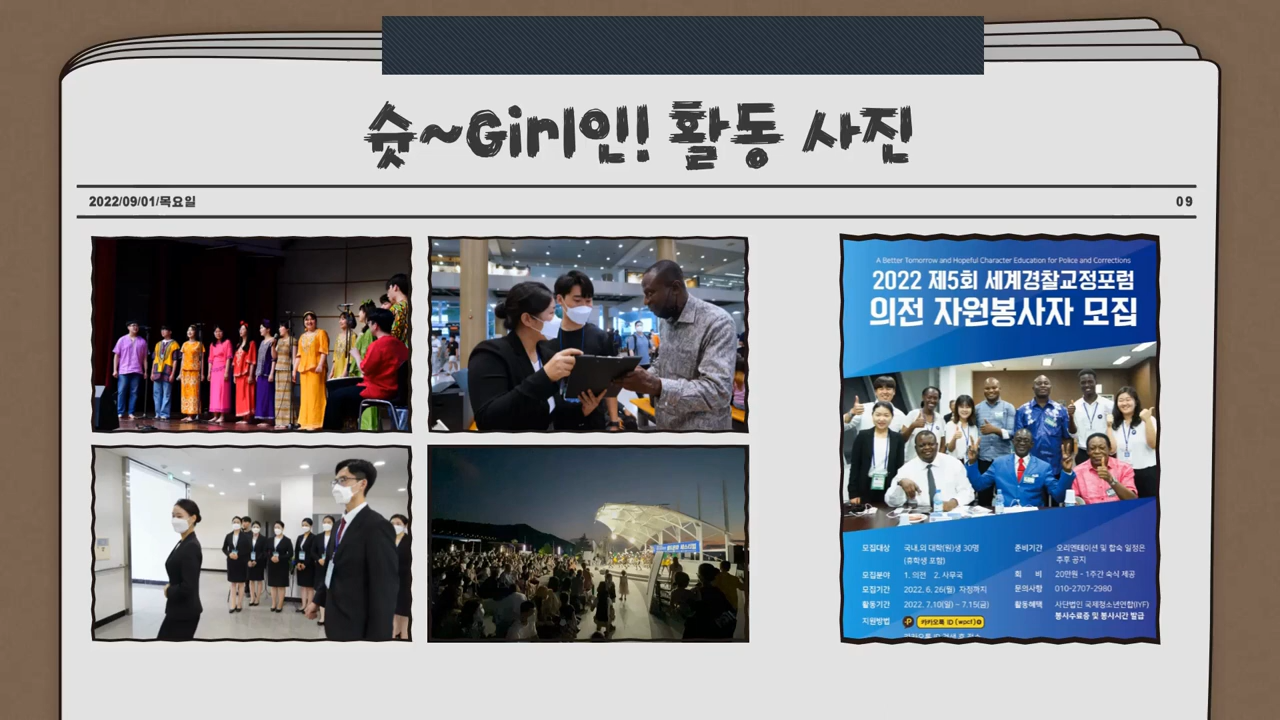 슛~Girl인! 활동 사진
2022/09/01/목요일
09
A Better Tomorrow and Hopeful Character Education for Police and Corrections
2022 제5회 세계경찰교정포럼
의전 자원봉사자 모집
모집대상 국내,외 대학(원)생 30명
(휴학생 포함)
모집분야 1. 의전 2. 사무국
모집기간 2022. 6. 26(월) 자정까지
활동기간 2022. 7.10(일) ~ 7.15(금)
지원방법 카카오톡 ID (wpcf)
준비기간 오리엔테이션 및 합숙 일정은
추후 공지
회 비 20만원 - 1주간 숙식 제공
문의사항 010-2707-2980
활동혜택 사단법인 국제청소년연합(IYF)
봉사수료증 및 봉사시간 발급